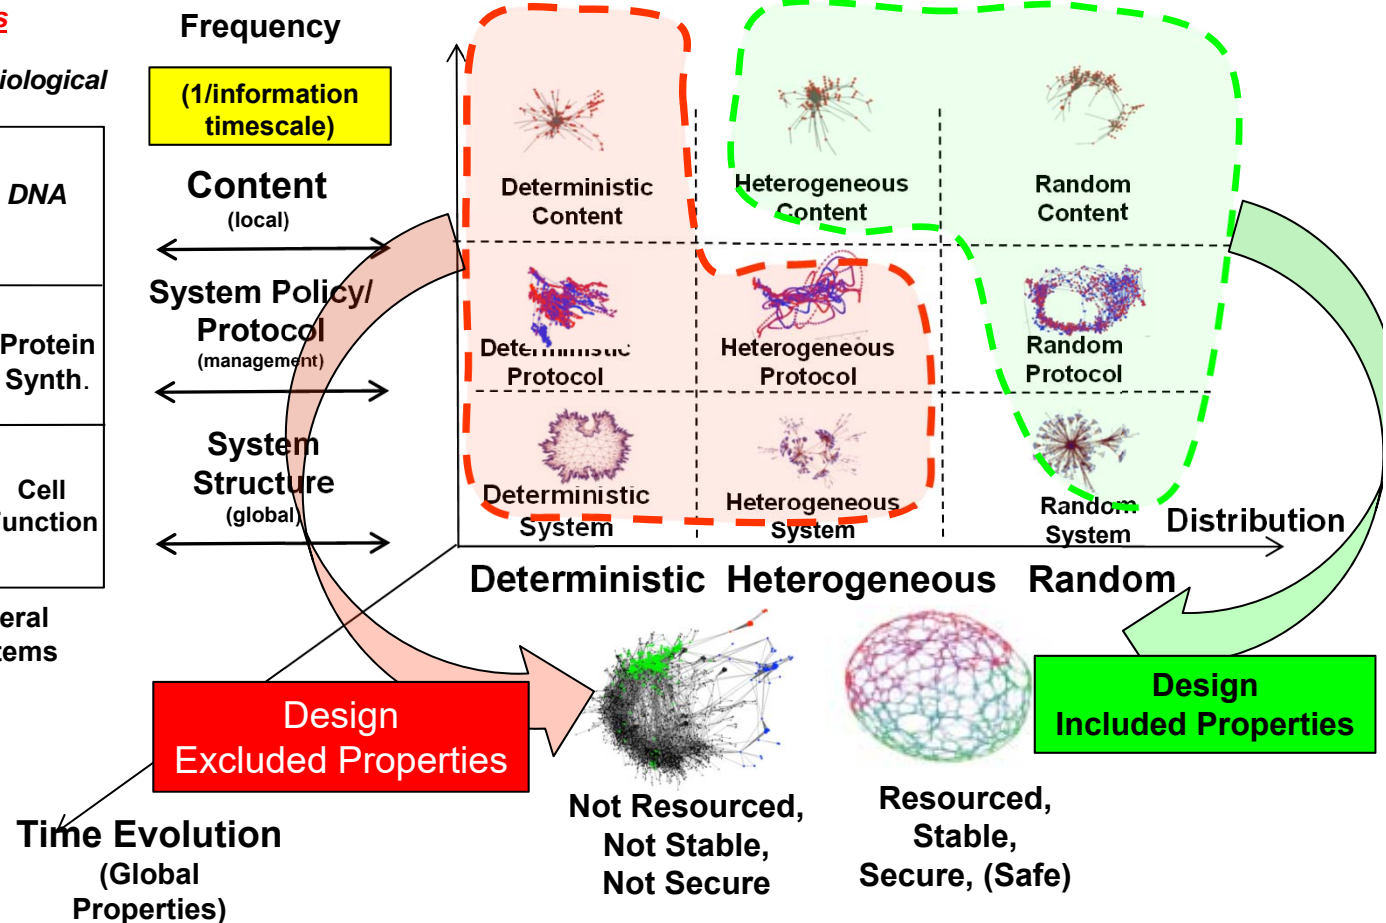 s
iological
DNA
Protein
Synth.
Cell
unction
eral
tems
Frequency
(1/information
timescale)
Content
(local)
System Policy/
Protocol
(management)
System
Structure
(global)
Deterministic
Content
Heterogeneous
Content
Random
Content
Deterministic
Protocol
Heterogeneous
Protocol
Random
Protocol
Deterministic
System
Heterogeneous
System
Random
System
Distribution
Deterministic Heterogeneous Random
Design
Excluded Properties
Design
Included Properties
Not Resourced,
Not Stable,
Not Secure
Resourced,
Stable,
Secure, (Safe)
Time Evolution
(Global
Properties)